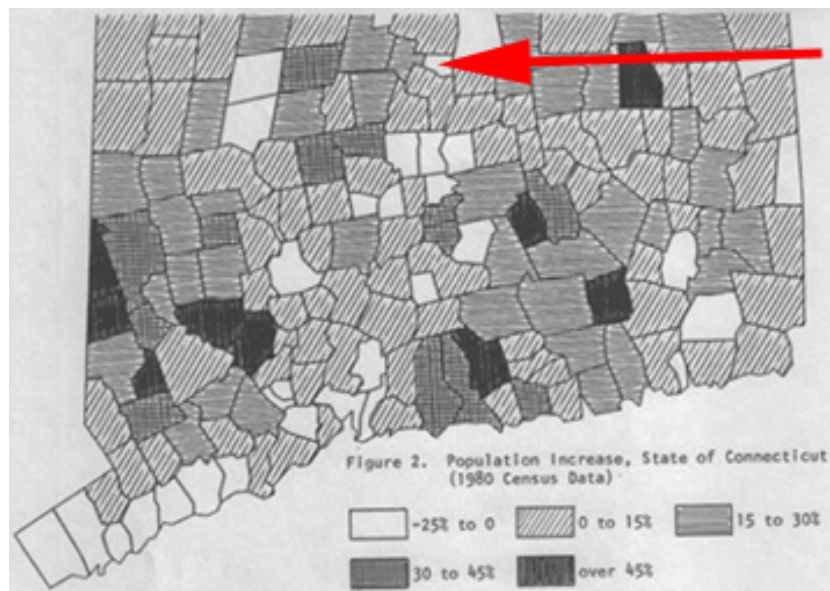 Figure 2. Population Increase, State of Connecticut
(1980 Census Data)
-25% to 0
0 to 15%
15 to 30%
30 to 45%
over 45%